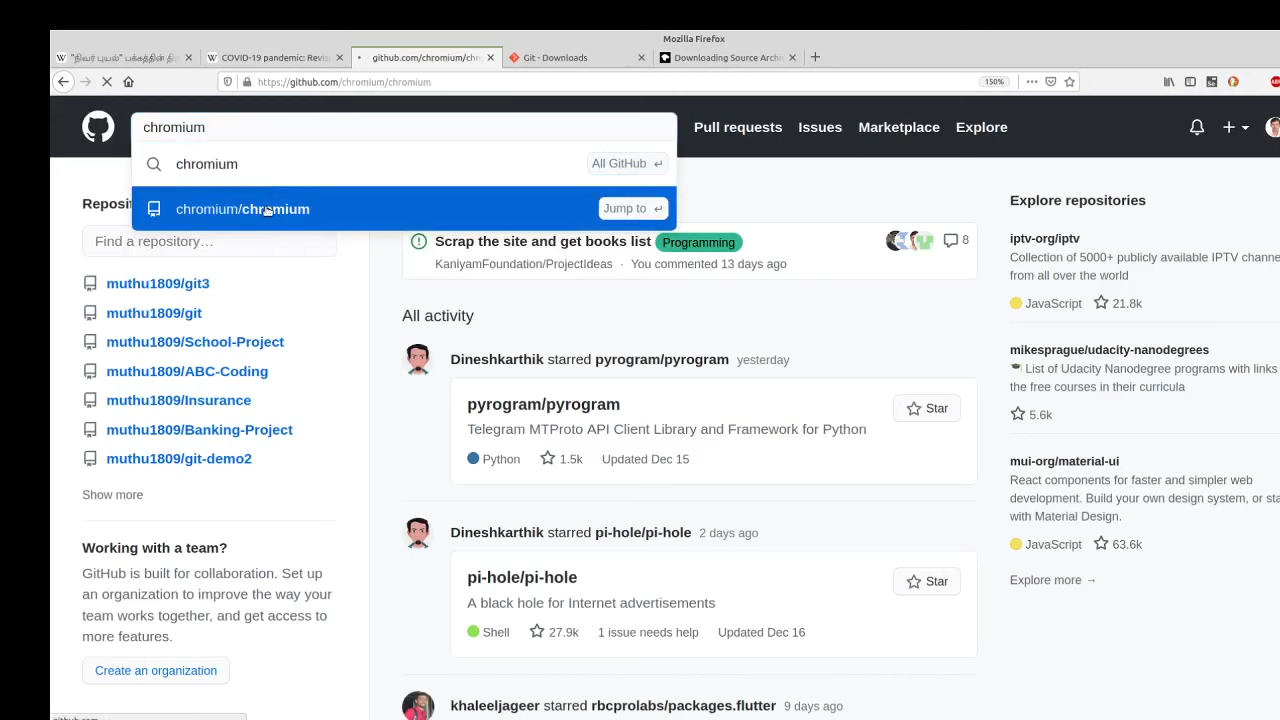 Mozilla Firefox
"நிவர் புயல்" பக்கத்தின் தி
COVID-19 pandemic: Revis
github.com/chromium/chr
Git - Downloads
Downloading Source Archi
https://github.com/chromium/chromium
150%
chromium
Pull requests
Issues
Marketplace
Explore
chromium
All GitHub ↵
chromium/chromium
Jump to ↵
Reposi
Find a repository…
muthu1809/git3
muthu1809/git
muthu1809/School-Project
muthu1809/ABC-Coding
muthu1809/Insurance
muthu1809/Banking-Project
muthu1809/git-demo2
Show more
Working with a team?
GitHub is built for collaboration. Set up
an organization to improve the way your
team works together, and get access to
more features.
Create an organization
Scrap the site and get books list Programming
8
KaniyamFoundation/ProjectIdeas · You commented 13 days ago
All activity
Dineshkarthik starred pyrogram/pyrogram yesterday
pyrogram/pyrogram
Star
Telegram MTProto API Client Library and Framework for Python
Python 1.5k Updated Dec 15
Dineshkarthik starred pi-hole/pi-hole 2 days ago
pi-hole/pi-hole
Star
A black hole for Internet advertisements
Shell 27.9k 1 issue needs help Updated Dec 16
khaleeljageer starred rbcprolabs/packages.flutter 9 days ago
Explore repositories
iptv-org/iptv
Collection of 5000+ publicly available IPTV channe
from all over the world
JavaScript 21.8k
mikesprague/udacity-nanodegrees
List of Udacity Nanodegree programs with links
the free courses in their curricula
5.6k
mui-org/material-ui
React components for faster and simpler web
development. Build your own design system, or sta
with Material Design.
JavaScript 63.6k
Explore more →